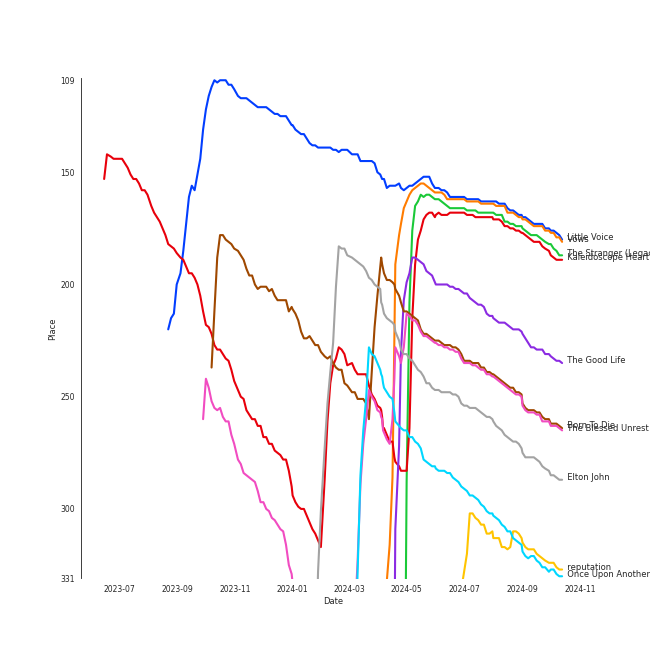 109
150
200
250
300
331
Place
2023-07
2023-09
2023-11
2024-01
2024-03
2024-05
2024-07
2024-09
2024-11
Date
Little Voice
Vows
The Stranger (Legac
Kaleidoscope Heart
The Good Life
Born To Die
The Blessed Unrest
Elton John
reputation
Once Upon Another